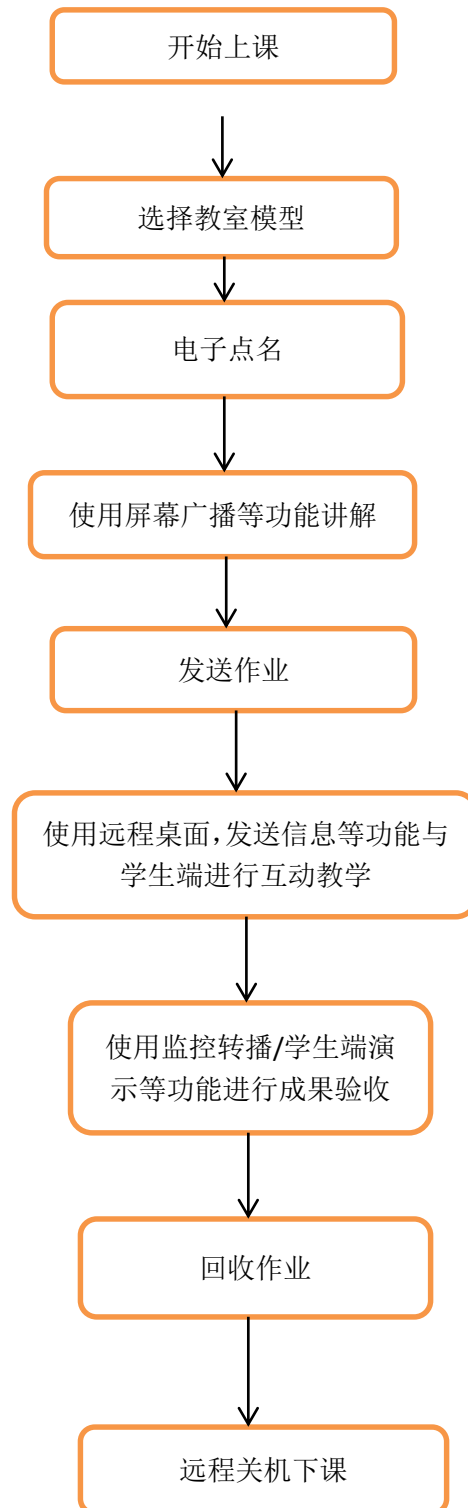 开始上课
选择教室模型
电子点名
使用屏幕广播等功能讲解
发送作业
使用远程桌面,发送信息等功能与
学生端进行互动教学
使用监控转播/学生端演
示等功能进行成果验收
回收作业
远程关机下课